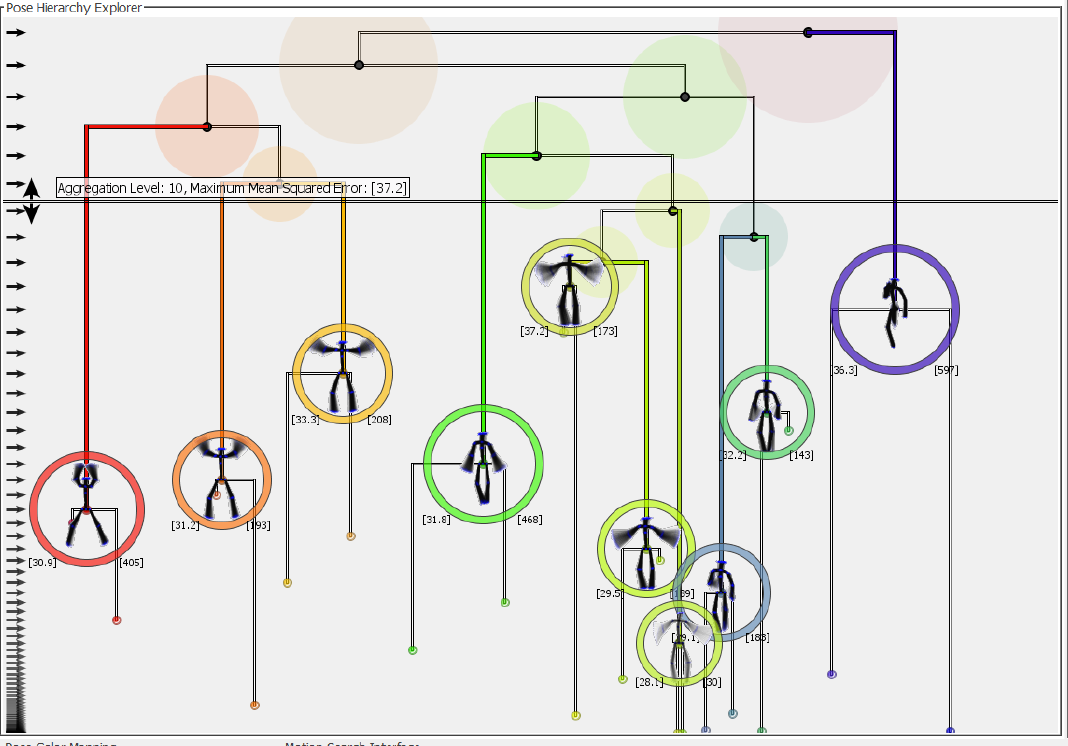 Pose Hierarchy Explorer
Aggregation Level: 10, Maximum Mean Squared Error: [37.2]
[37.2] [173]
[36.3] [597]
[33.3] [208]
[32.2] [143]
[31.2] [193]
[31.8] [468]
[30.9] [405]
[29.5] [189]
[183]
[28.1] [30]
Pose Color Mapping
Motion Search Interface